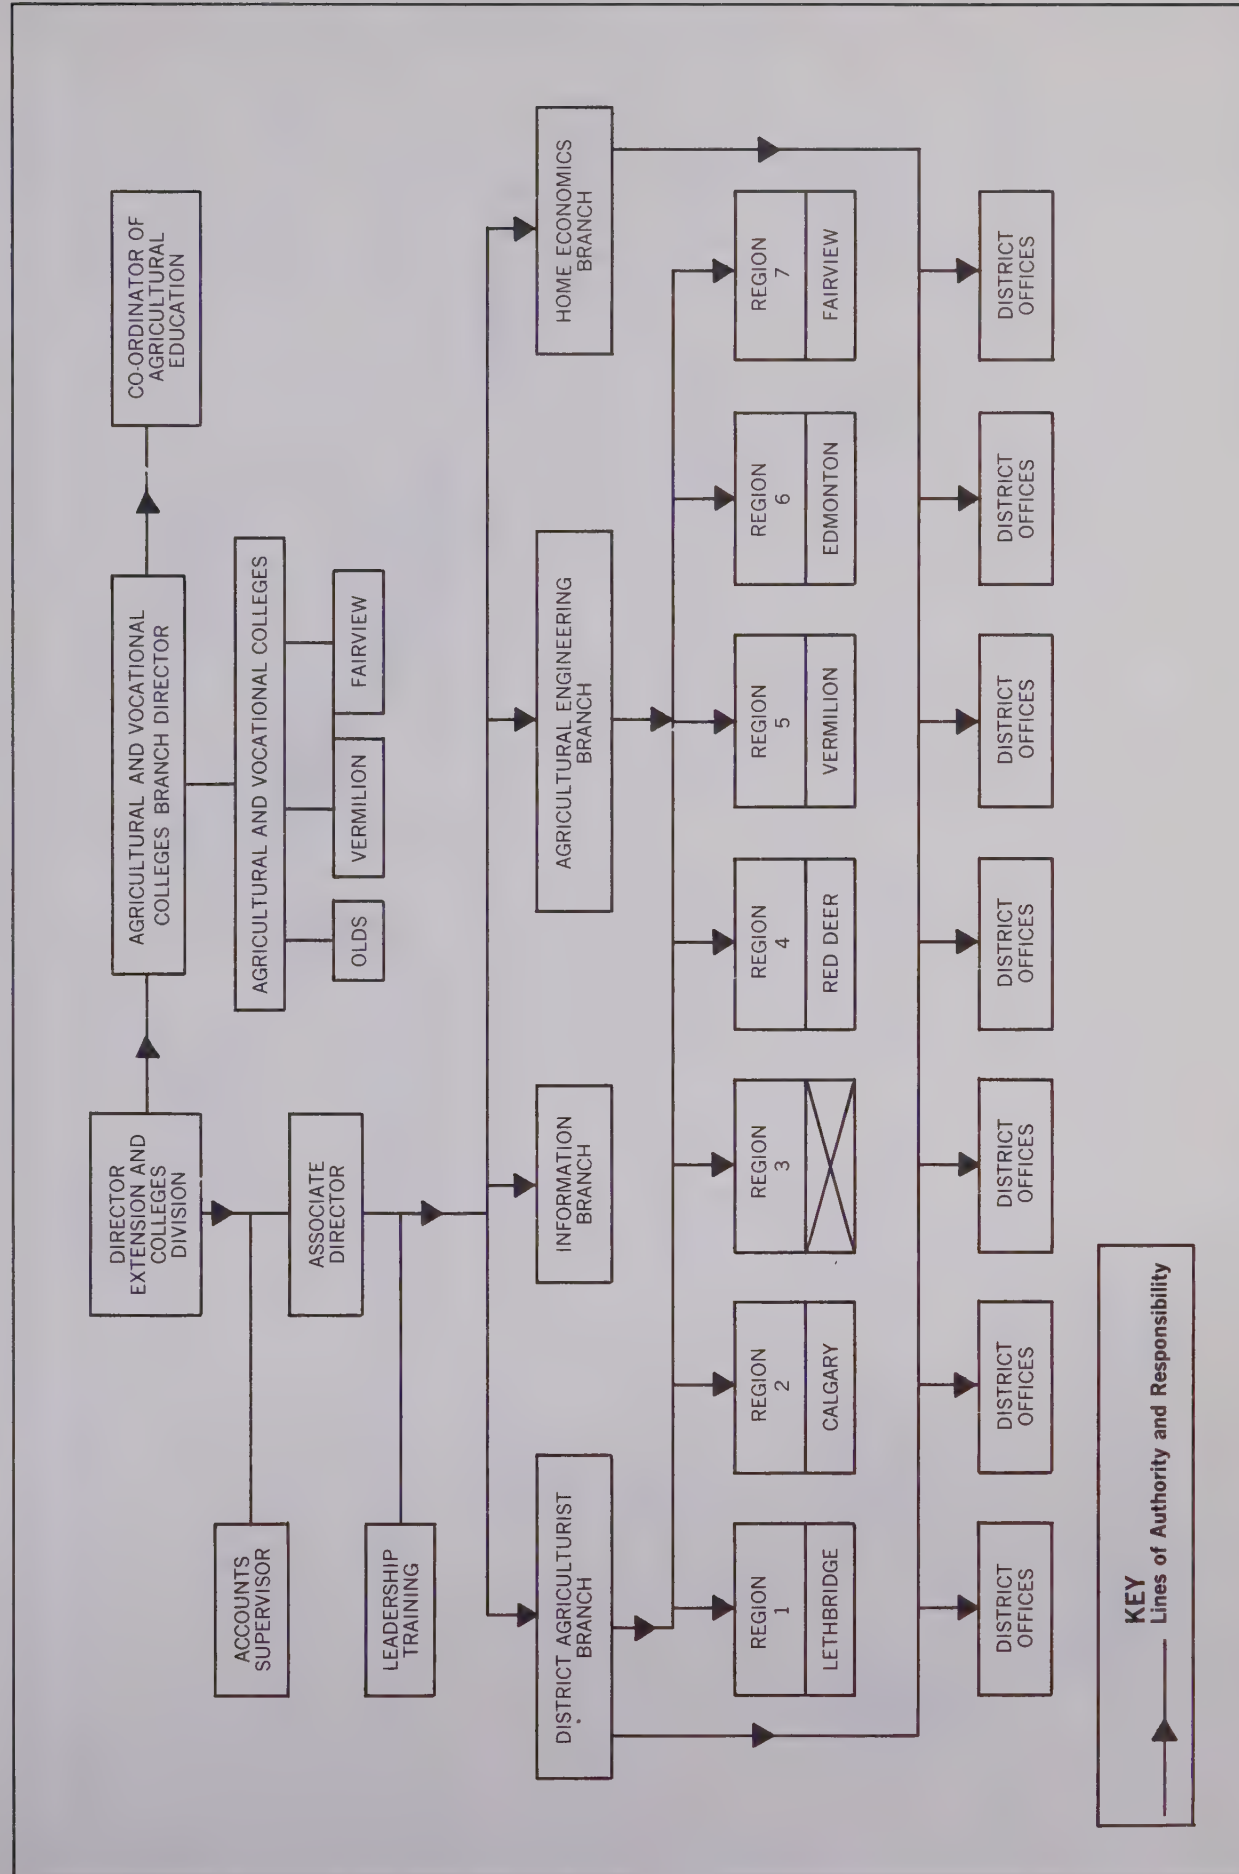 DIRECTOR
EXTENSION AND
COLLEGES
DIVISION
AGRICULTURAL AND VOCATIONAL
COLLEGES BRANCH DIRECTOR
CO-ORDINATOR OF
AGRICULTURAL
EDUCATION
ACCOUNTS
SUPERVISOR
AGRICULTURAL AND VOCATIONAL COLLEGES
ASSOCIATE
DIRECTOR
OLDS
VERMILION
FAIRVIEW
LEADERSHIP
TRAINING
DISTRICT AGRICULTURIST
BRANCH
INFORMATION
BRANCH
AGRICULTURAL ENGINEERING
BRANCH
HOME ECONOMICS
BRANCH
REGION
1
LETHBRIDGE
REGION
2
CALGARY
REGION
3
REGION
4
RED DEER
REGION
5
VERMILION
REGION
6
EDMONTON
REGION
7
FAIRVIEW
DISTRICT
OFFICES
DISTRICT
OFFICES
DISTRICT
OFFICES
DISTRICT
OFFICES
DISTRICT
OFFICES
DISTRICT
OFFICES
DISTRICT
OFFICES
KEY
Lines of Authority and Responsibility